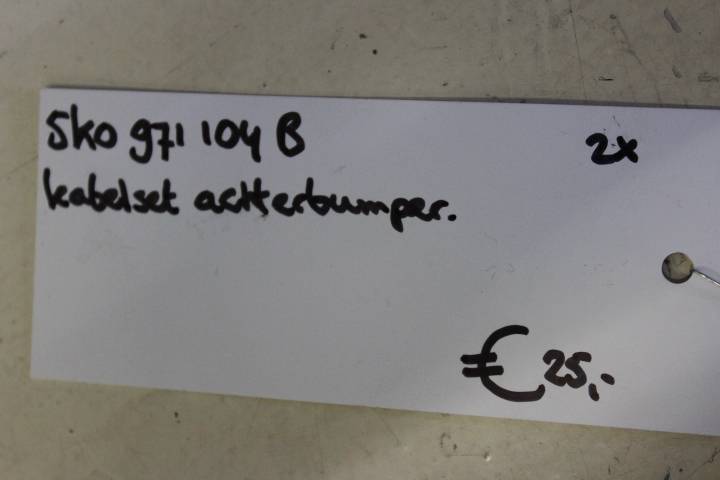 5K0 971 104 B 2x
kabelset achterbumper.
€ 25,-